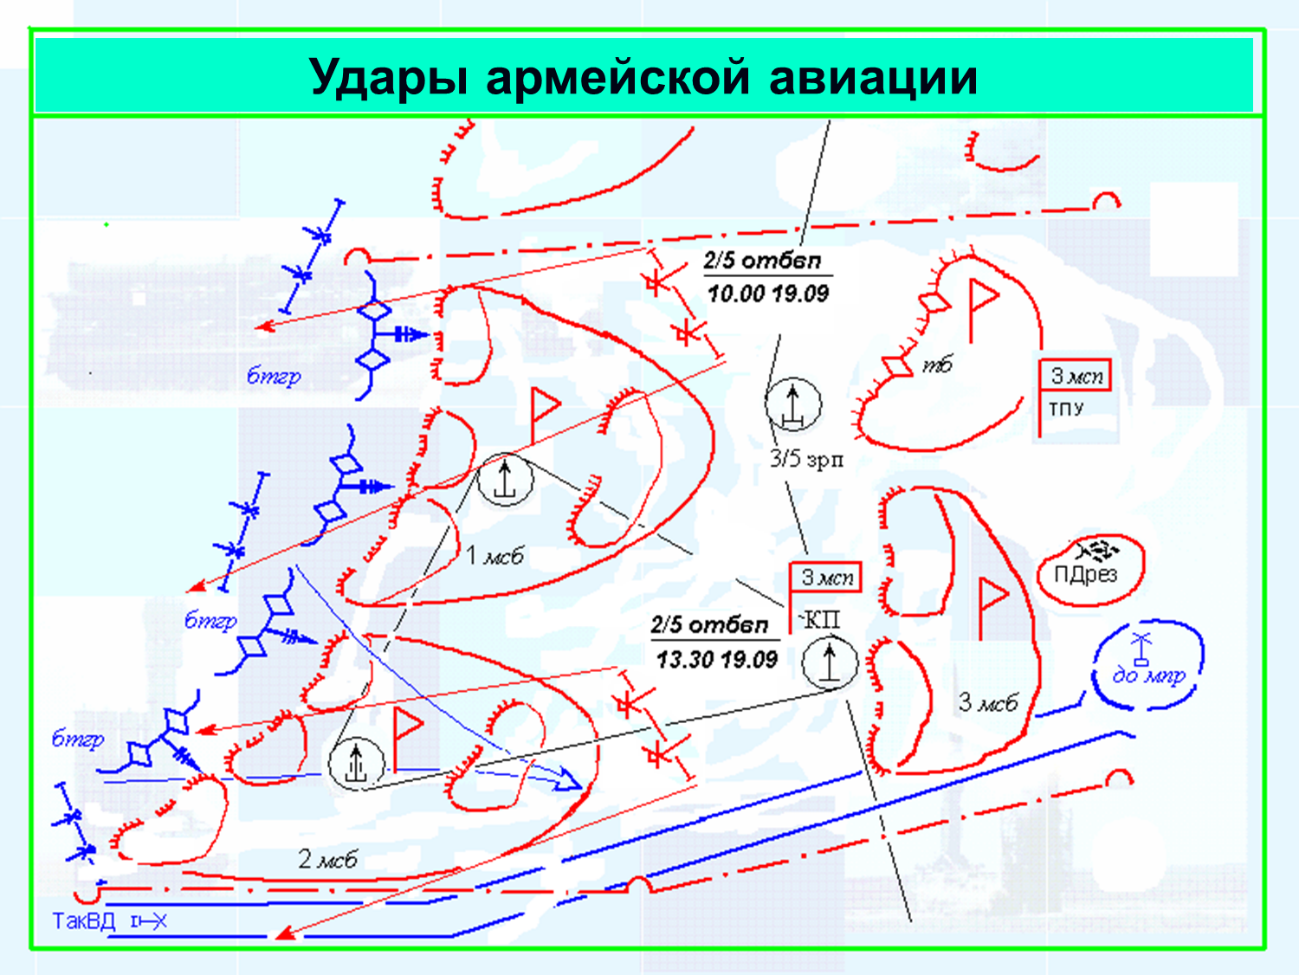 Удары армейской авиации
2/5 отбвп
10.00 19.09
бтгр
тб
3 мсп
ТПУ
3/5 зрп
1 мсб
3 мсп
КП
ПДрез
бтгр
2/5 отбвп
13.30 19.09
до мпр
3 мсб
бтгр
2 мсб
ТакВД